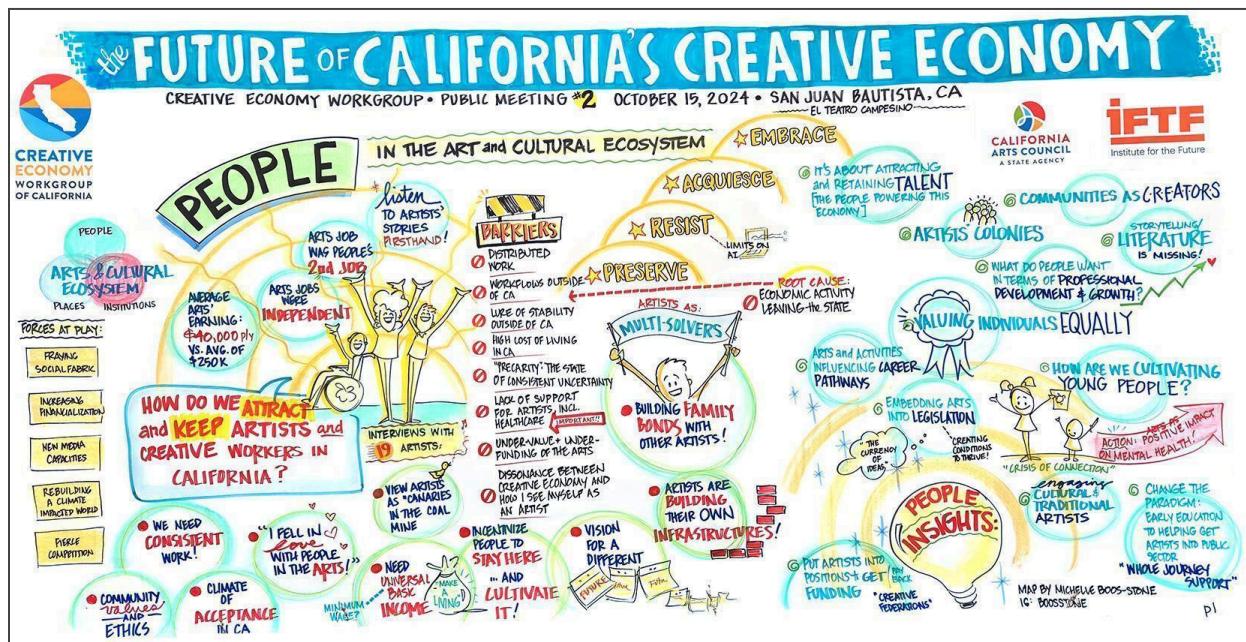 the FUTURE OF CALIFORNIA'S CREATIVE ECONOMY
CREATIVE ECONOMY WORKGROUP • PUBLIC MEETING #2 OCTOBER 15, 2024 • SAN JUAN BAUTISTA, CA
EL TEATRO CAMPESINO
CREATIVE
ECONOMY
WORKGROUP
OF CALIFORNIA
PEOPLE
ARTS & CULTURAL
ECOSYSTEM
PLACES INSTITUTIONS
FORCES AT PLAY:
FRAYING
SOCIAL FABRIC
INCREASING
FINANCIALIZATION
NEW MEDIA
CAPACITIES
REBUILDING
A CLIMATE
IMPACTED WORLD
FIERCE
COMPETITION
PEOPLE
IN THE ART and CULTURAL ECOSYSTEM
listen
TO ARTISTS'
STORIES
FIRSTHAND!
ARTS JOB
WAS PEOPLE'S
2nd JOB
ARTS JOBS
WERE
INDEPENDENT
AVERAGE
ARTS'
EARNING:
$40,000 ply
VS. AVG. OF
$250K
HOW DO WE ATTRACT
and KEEP ARTISTS and
CREATIVE WORKERS IN
CALIFORNIA?
INTERVIEWS WITH
19 ARTISTS:
VIEW ARTISTS
AS "CANARIES
IN THE COAL
MINE
WE NEED
CONSISTENT
WORK!
"I FELL IN
love
WITH PEOPLE
IN THE ARTS!"
COMMUNITY
values
AND
ETHICS
CLIMATE
OF
ACCEPTANCE
IN CA
NEED
UNIVERSAL
BASIC
INCOME
MINIMUM
WAGE?
"MAKE
A
LIVING"
INCENTIVIZE
PEOPLE TO
STAY HERE
... AND
CULTIVATE
IT!
VISION
FOR A
DIFFERENT
FUTURE
BARRIERS
DISTRIBUTED
WORK
WORKFLOWS OUTSIDE
OF CA
LURE OF STABILITY
OUTSIDE OF CA
HIGH COST OF LIVING
IN CA
"PRECARITY": THE STATE
OF CONSISTENT UNCERTAINTY
LACK OF SUPPORT
FOR ARTISTS, INCL.
HEALTHCARE
IMPORTANT!!
UNDER-VALUE + UNDER-
FUNDING OF THE ARTS
DISSONANCE BETWEEN
CREATIVE ECONOMY and
HOW I SEE MYSELF AS
AN ARTIST
EMBRACE
ACQUIESCE
RESIST
LIMITS ON
AI
PRESERVE
ROOT CAUSE:
ECONOMIC ACTIVITY
LEAVING the STATE
ARTISTS AS:
MULTI-SOLVERS
BUILDING FAMILY
BONDS WITH
OTHER ARTISTS!
ARTISTS ARE
BUILDING
THEIR OWN
INFRASTRUCTURES!
CALIFORNIA
ARTS COUNCIL
A STATE AGENCY
IFTF
Institute for the Future
IT'S ABOUT ATTRACTING
and RETAINING TALENT
[THE PEOPLE POWERING THIS
ECONOMY]
COMMUNITIES AS CREATORS
ARTISTS' COLONIES
STORYTELLING/
LITERATURE
IS MISSING!
WHAT DO PEOPLE WANT
IN TERMS OF PROFESSIONAL
DEVELOPMENT & GROWTH?
VALUING INDIVIDUALS EQUALLY
ARTS and ACTIVITIES
INFLUENCING CAREER
PATHWAYS
HOW ARE WE CULTIVATING
YOUNG PEOPLE?
EMBEDDING ARTS
INTO LEGISLATION
CREATING
CONDITIONS
TO THRIVE!
"THE
CURRENCY
OF IDEAS"
ARTS AS
ACTION: POSITIVE IMPACT
ON MENTAL HEALTH!
"CRISIS OF CONNECTION"
PEOPLE
INSIGHTS:
engaging
CULTURAL &
TRADITIONAL
ARTISTS
CHANGE THE
PARADIGM:
EARLY EDUCATION
TO HELPING GET
ARTISTS INTO PUBLIC
SECTOR
"WHOLE JOURNEY
SUPPORT"
PUT ARTISTS INTO
POSITIONS + GET PAY BACK
FUNDING
"CREATIVE
FEDERATIONS"
MAP BY MICHELLE BOOS-STONE
IG: BOOSSTONE
p1